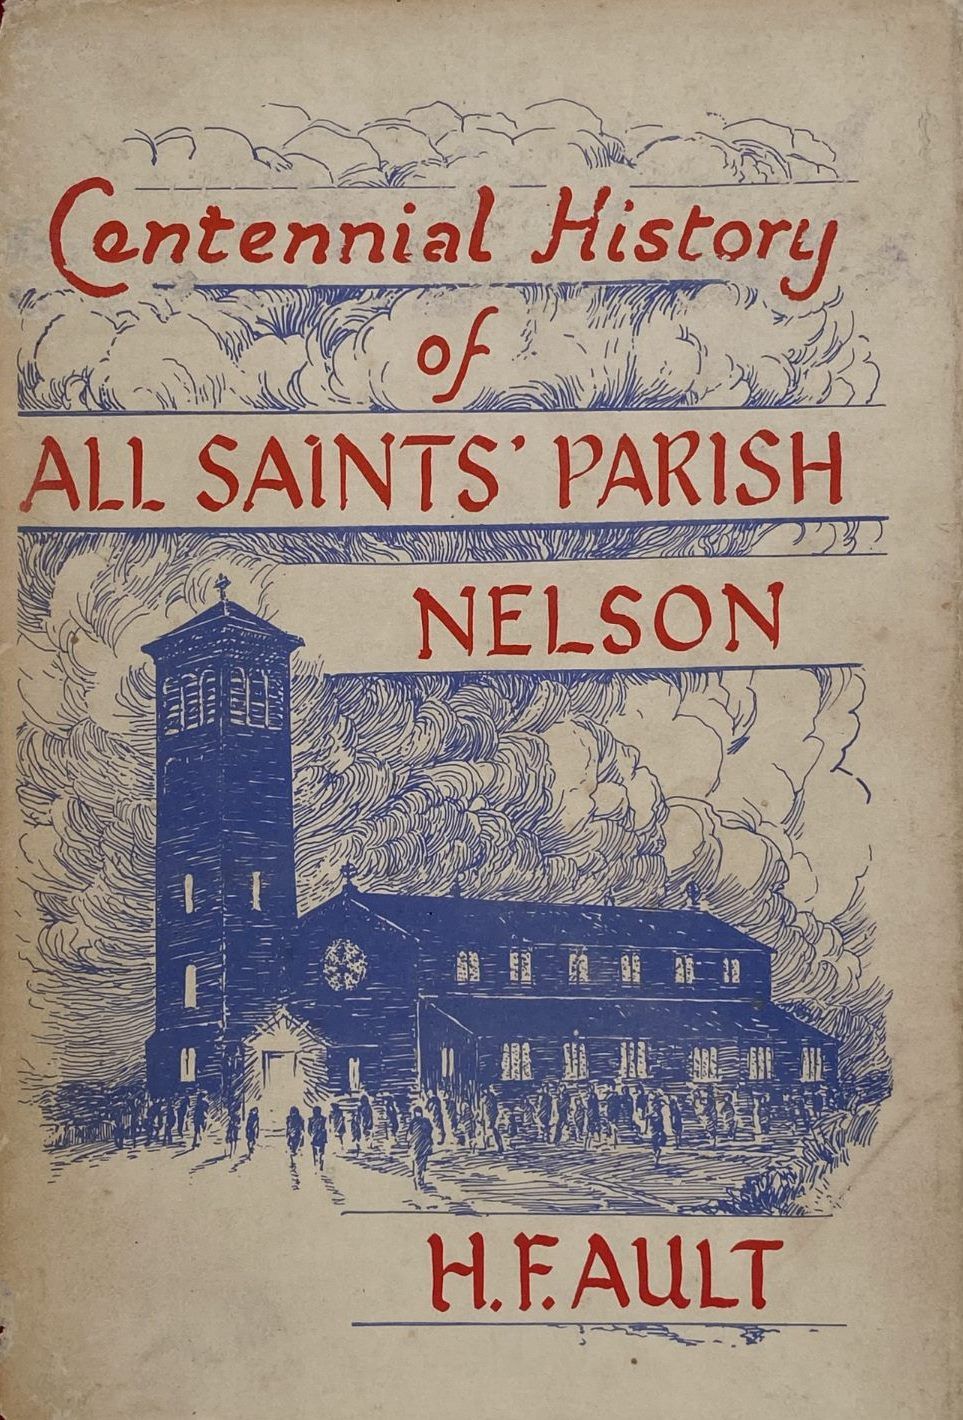 Centennial History
of
ALL SAINTS' PARISH
NELSON
H.F. AULT